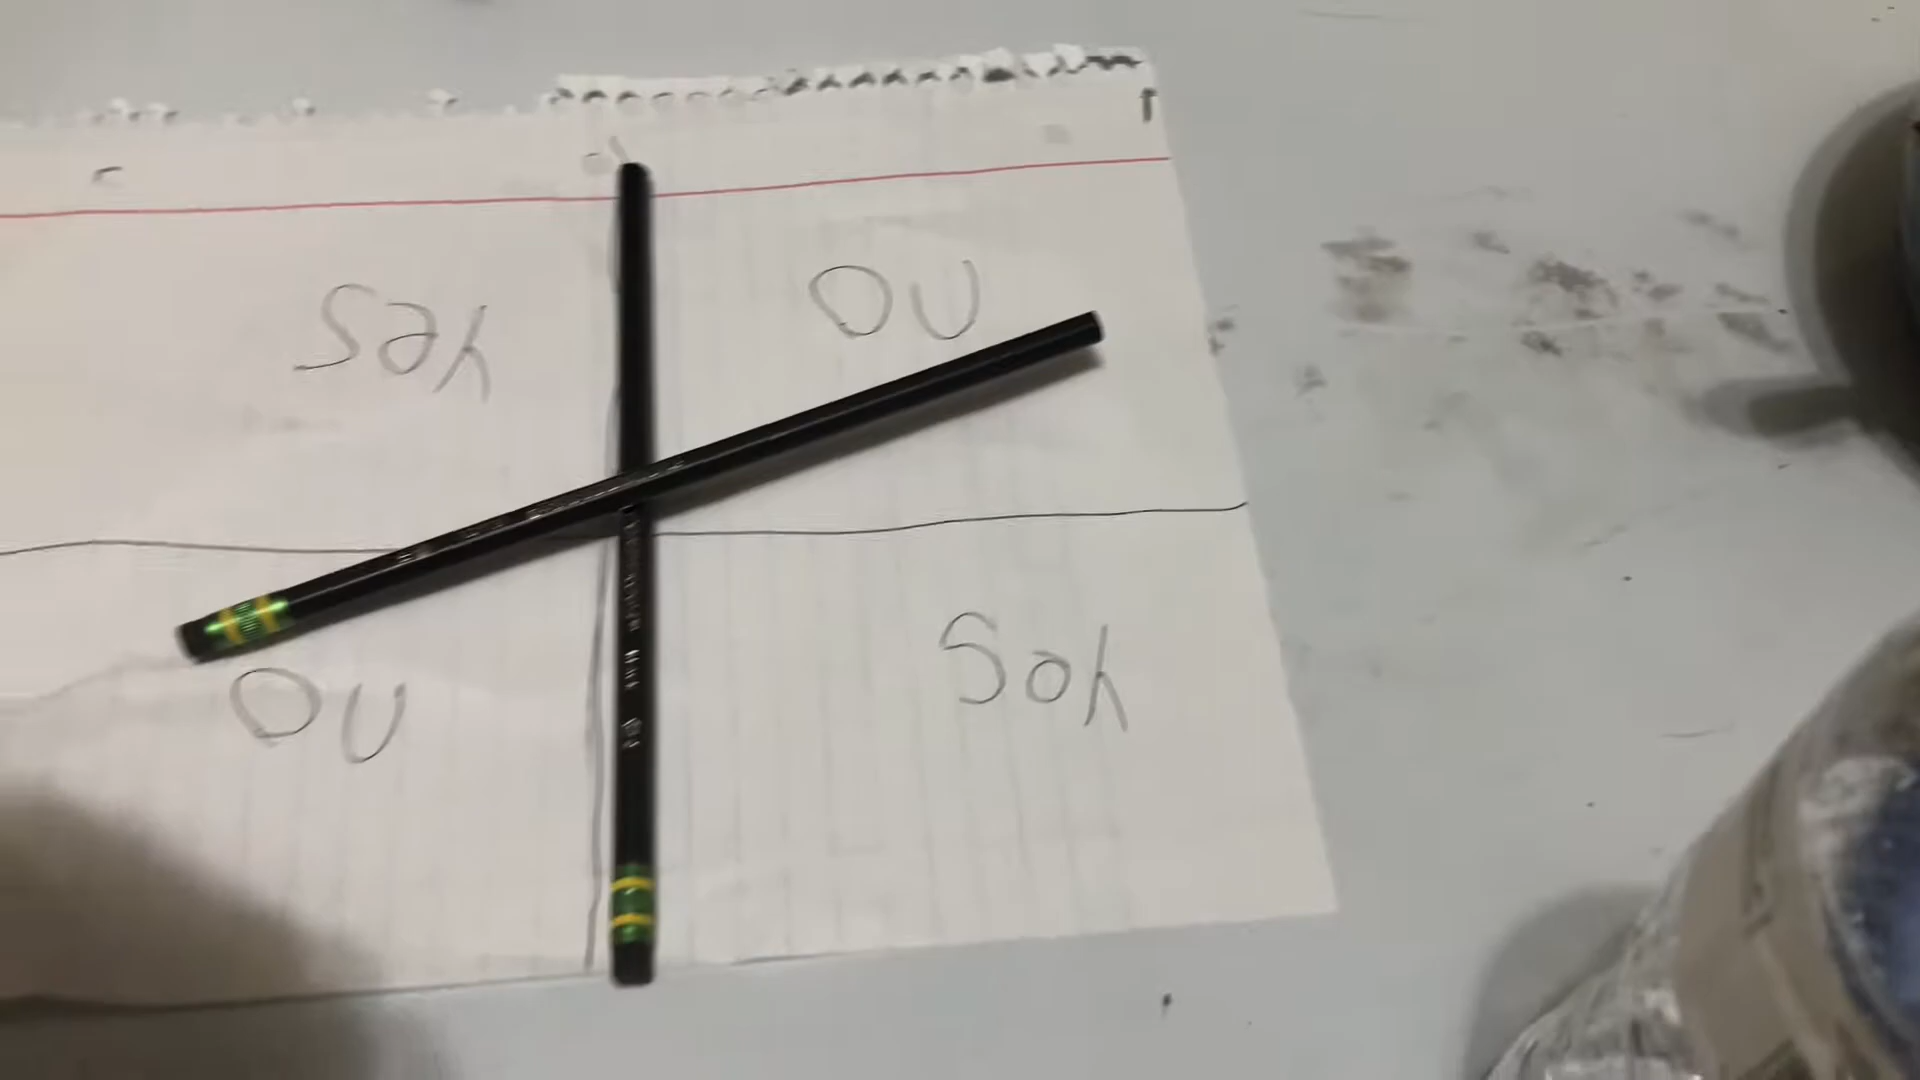 yes
no
no
yes